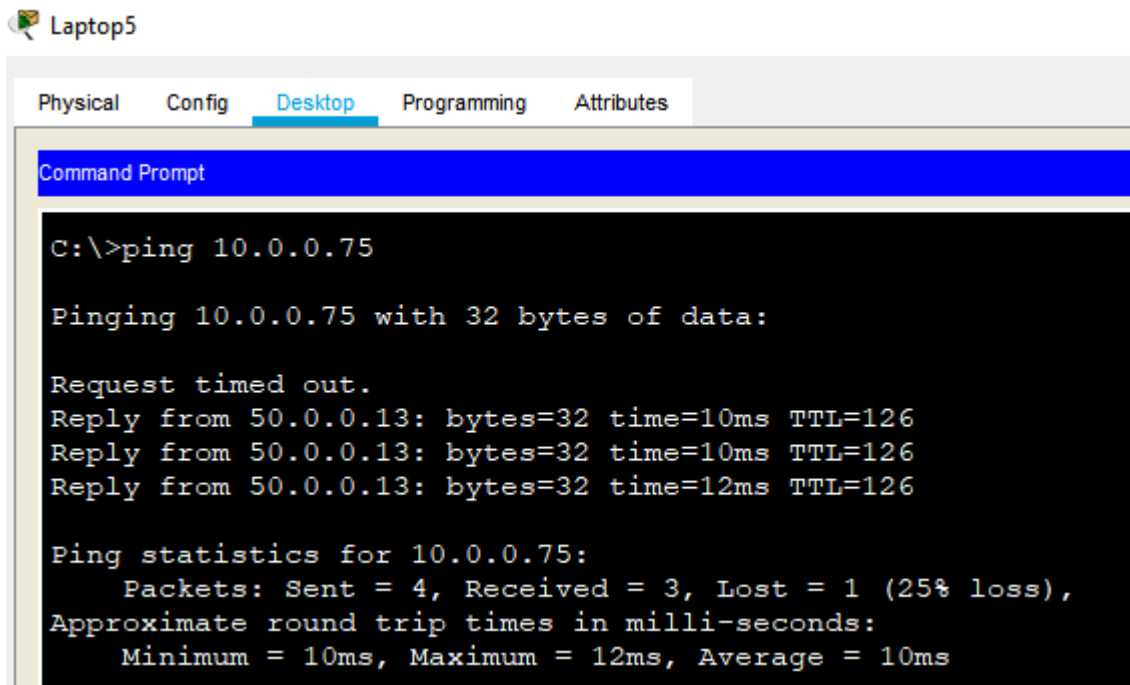 Laptop5
Physical Config Desktop Programming Attributes
Command Prompt
C:\>ping 10.0.0.75
Pinging 10.0.0.75 with 32 bytes of data:
Request timed out.
Reply from 50.0.0.13: bytes=32 time=10ms TTL=126
Reply from 50.0.0.13: bytes=32 time=10ms TTL=126
Reply from 50.0.0.13: bytes=32 time=12ms TTL=126
Ping statistics for 10.0.0.75:
Packets: Sent = 4, Received = 3, Lost = 1 (25% loss),
Approximate round trip times in milli-seconds:
Minimum = 10ms, Maximum = 12ms, Average = 10ms